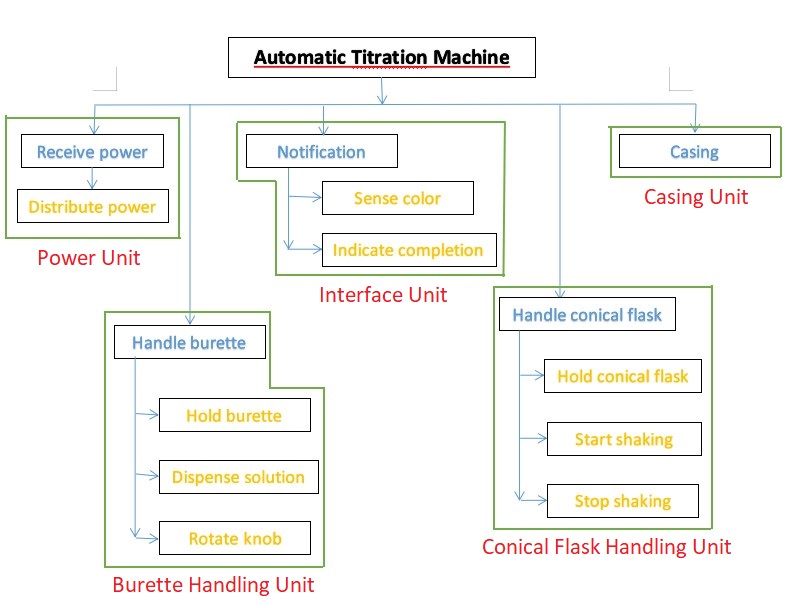 Automatic Titration Machine
Receive power
Distribute power
Power Unit
Notification
Sense color
Indicate completion
Interface Unit
Casing
Casing Unit
Handle burette
Hold burette
Dispense solution
Rotate knob
Burette Handling Unit
Handle conical flask
Hold conical flask
Start shaking
Stop shaking
Conical Flask Handling Unit